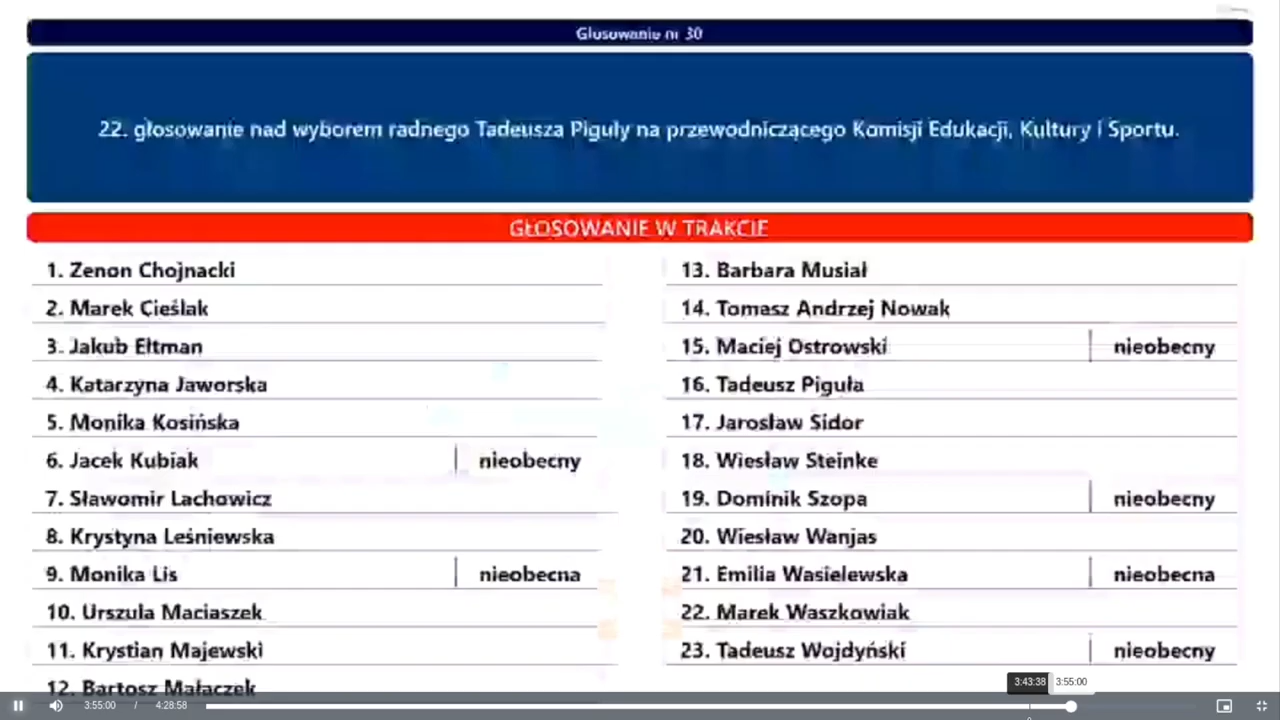 Głosowanie nr 30
22. głosowanie nad wyborem radnego Tadeusza Piguły na przewodniczącego Komisji Edukacji, Kultury i Sportu.
GŁOSOWANIE W TRAKCIE
1. Zenon Chojnacki
2. Marek Cieślak
3. Jakub Eltman
4. Katarzyna Jaworska
5. Monika Kosińska
6. Jacek Kubiak nieobecny
7. Sławomir Lachowicz
8. Krystyna Leśniewska
9. Monika Lis nieobecna
10. Urszula Maciaszek
11. Krystian Majewski
12. Bartosz Małaczek
13. Barbara Musiał
14. Tomasz Andrzej Nowak
15. Maciej Ostrowski nieobecny
16. Tadeusz Piguła
17. Jarosław Sidor
18. Wiesław Steinke
19. Dominik Szopa nieobecny
20. Wiesław Wanjas
21. Emilia Wasielewska nieobecna
22. Marek Waszkowiak
23. Tadeusz Wojdyński nieobecny
3:43:38 3:55:00
3:55:00 / 4:28:58